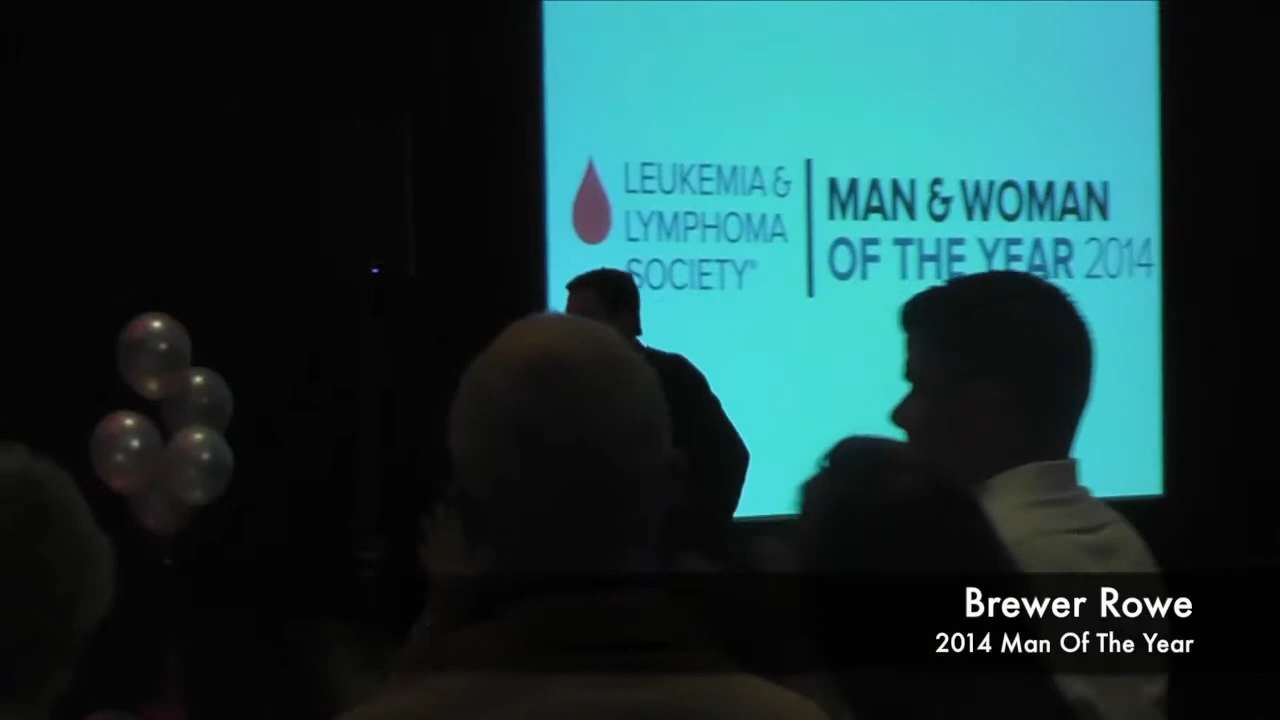 LEUKEMIA &
LYMPHOMA
SOCIETY®
MAN & WOMAN
OF THE YEAR 2014
Brewer Rowe
2014 Man Of The Year